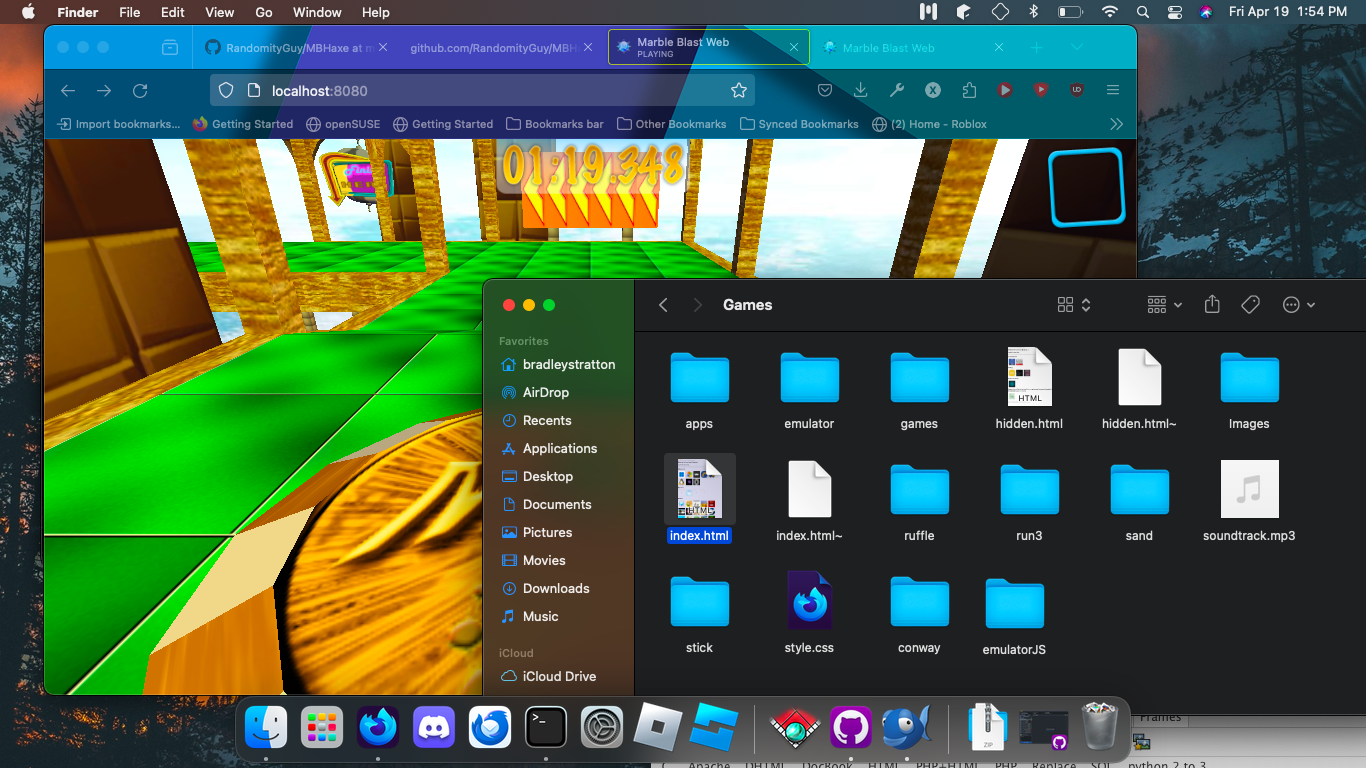 Finder File Edit View Go Window Help Fri Apr 19 1:54 PM
RandomityGuy/MBHaxe at m
github.com/RandomityGuy/MBH
Marble Blast Web
PLAYING
Marble Blast Web
localhost:8080
Import bookmarks... Getting Started openSUSE Getting Started Bookmarks bar Other Bookmarks Synced Bookmarks (2) Home - Roblox
Finish
01:19.348
Games
Favorites
bradleystratton
AirDrop
Recents
Applications
Desktop
Documents
Pictures
Movies
Downloads
Music
iCloud
iCloud Drive
HTML
apps emulator games hidden.html hidden.html~ Images
HTML
index.html index.html~ ruffle run3 sand soundtrack.mp3
stick style.css conway emulatorJS
>_
ZIP
Frames
C Apache DHTML DocBook HTML PHP+HTML PHP Replace SQL python 2 to 3